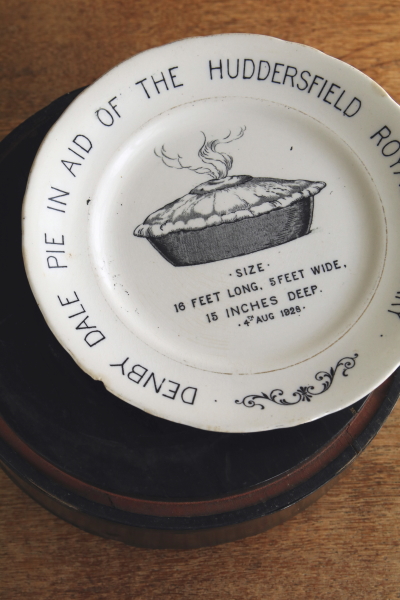 DENBY DALE PIE IN AID OF THE HUDDERSFIELD
· SIZE ·
16 FEET LONG, 5 FEET WIDE,
15 INCHES DEEP.
· 4TH AUG 1928 ·